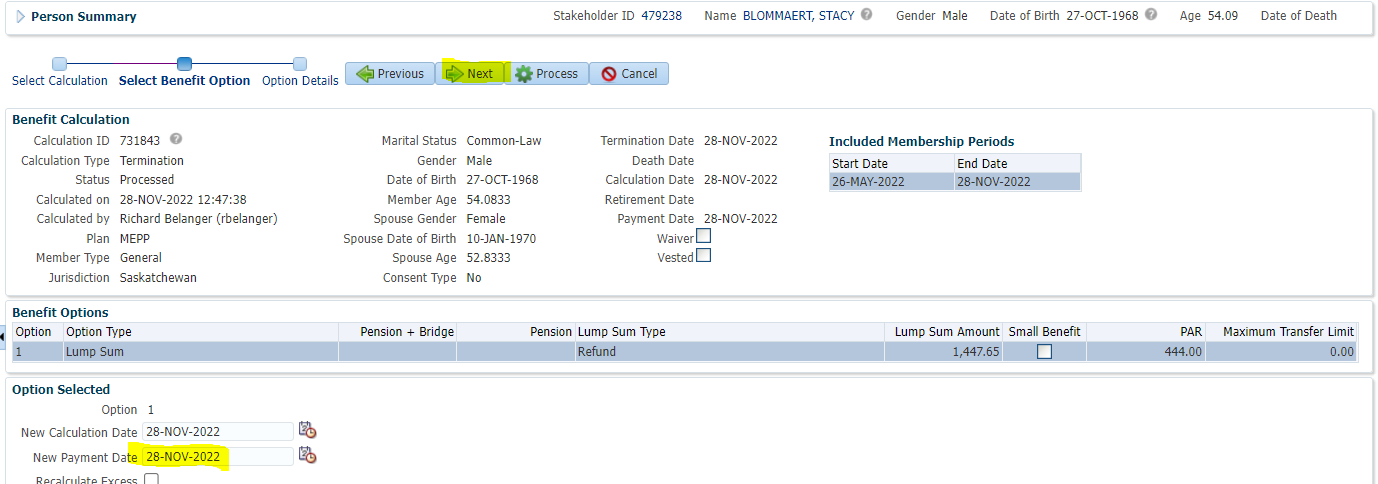 Person Summary Stakeholder ID 479238 Name BLOMMAERT, STACY Gender Male Date of Birth 27-OCT-1968 Age 54.09 Date of Death
Select Calculation Select Benefit Option Option Details Previous Next Process Cancel
Benefit Calculation
Calculation ID 731843 Marital Status Common-Law Termination Date 28-NOV-2022 Included Membership Periods
Calculation Type Termination Gender Male Death Date Start Date End Date
Status Processed Date of Birth 27-OCT-1968 Calculation Date 28-NOV-2022 26-MAY-2022 28-NOV-2022
Calculated on 28-NOV-2022 12:47:38 Member Age 54.0833 Retirement Date
Calculated by Richard Belanger (rbelanger) Spouse Gender Female Payment Date 28-NOV-2022
Plan MEPP Spouse Date of Birth 10-JAN-1970 Waiver
Member Type General Spouse Age 52.8333 Vested
Jurisdiction Saskatchewan Consent Type No
Benefit Options
Option Option Type Pension + Bridge Pension Lump Sum Type Lump Sum Amount Small Benefit PAR Maximum Transfer Limit
1 Lump Sum Refund 1,447.65 444.00 0.00
Option Selected
Option 1
New Calculation Date 28-NOV-2022
New Payment Date 28-NOV-2022
Recalculate Excess